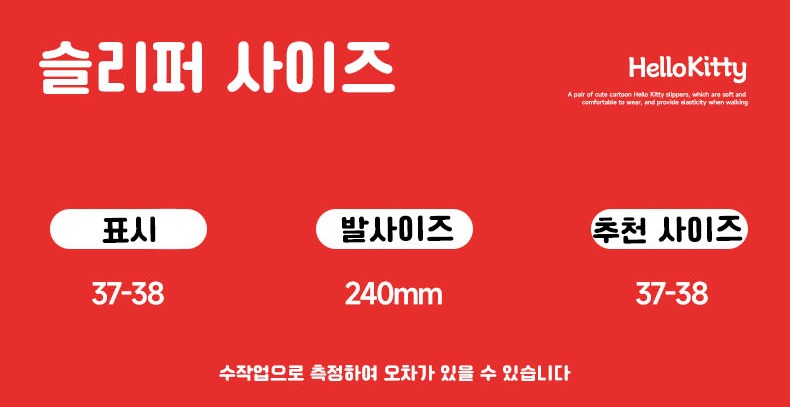 슬리퍼 사이즈
HelloKitty
A pair of cute cartoon Hello Kitty slippers, which are soft and
comfortable to wear, and provide elasticity when walking
표시
발사이즈
추천 사이즈
37-38
240mm
37-38
수작업으로 측정하여 오차가 있을 수 있습니다